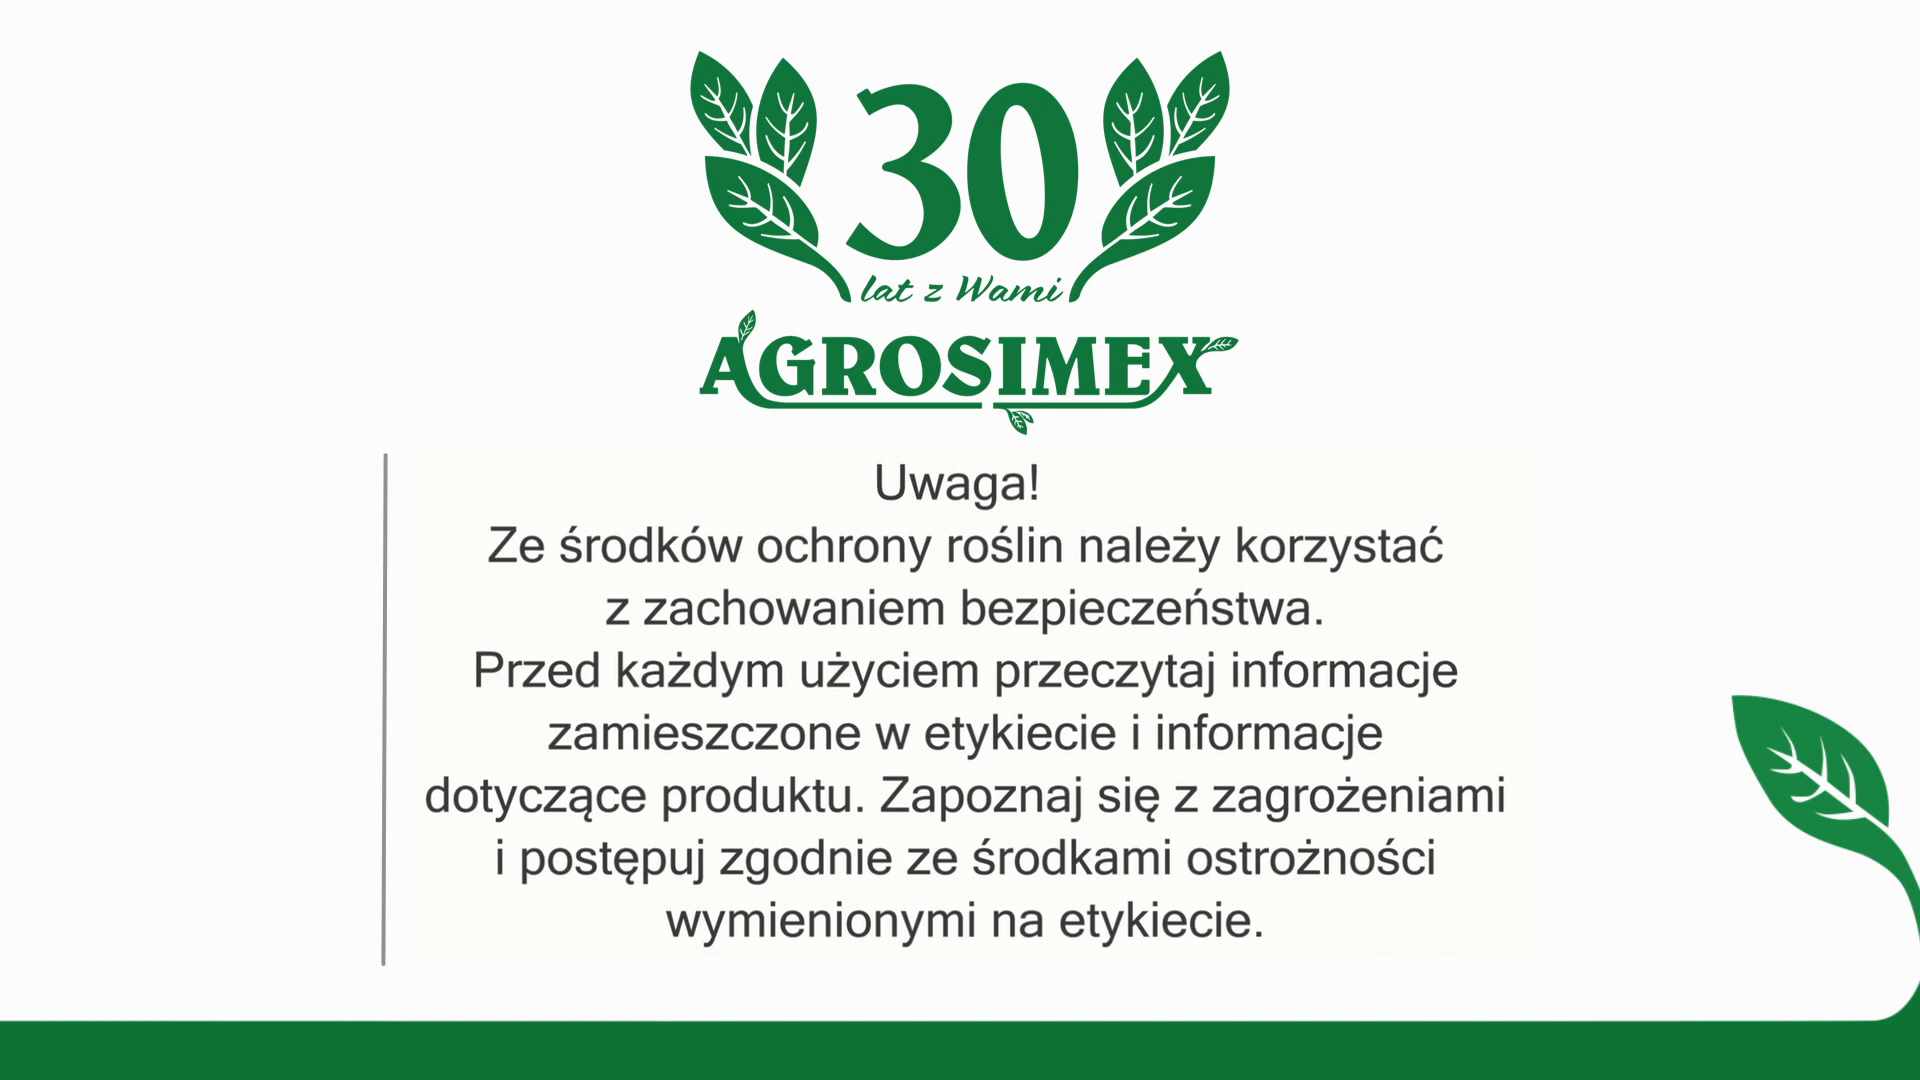 30
lat z Wami
AGROSIMEX
Uwaga!
Ze środków ochrony roślin należy korzystać
z zachowaniem bezpieczeństwa.
Przed każdym użyciem przeczytaj informacje
zamieszczone w etykiecie i informacje
dotyczące produktu. Zapoznaj się z zagrożeniami
i postępuj zgodnie ze środkami ostrożności
wymienionymi na etykiecie.